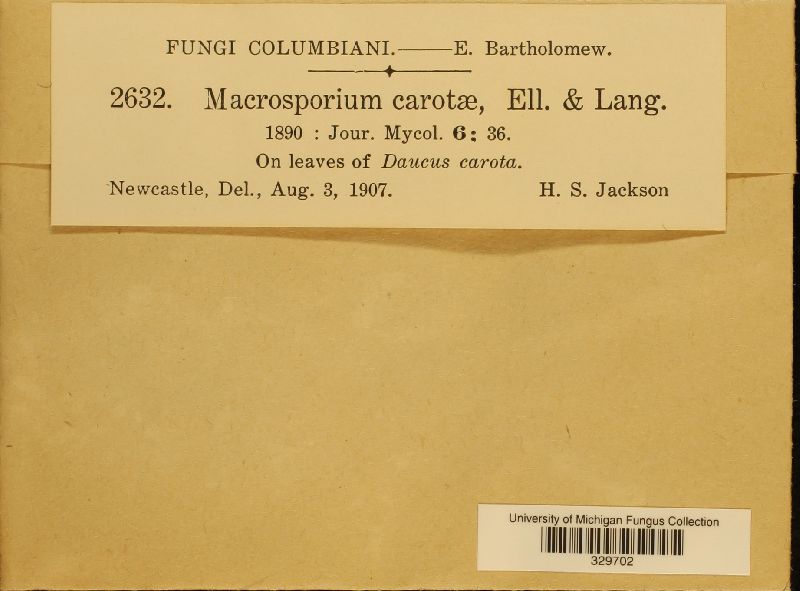 FUNGI COLUMBIANI.——E. Bartholomew.
2632. Macrosporium carotæ, Ell. & Lang.
1890 : Jour. Mycol. 6: 36.
On leaves of Daucus carota.
Newcastle, Del., Aug. 3, 1907. H. S. Jackson
University of Michigan Fungus Collection
329702